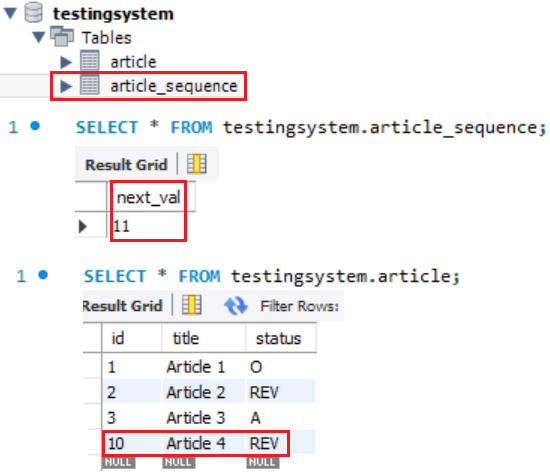 testingsystem
Tables
article
article_sequence
1 SELECT * FROM testingsystem.article_sequence;
Result Grid
next_val
11
1 SELECT * FROM testingsystem.article;
Result Grid Filter Rows:
id title status
1 Article 1 O
2 Article 2 REV
3 Article 3 A
10 Article 4 REV
NULL NULL NULL